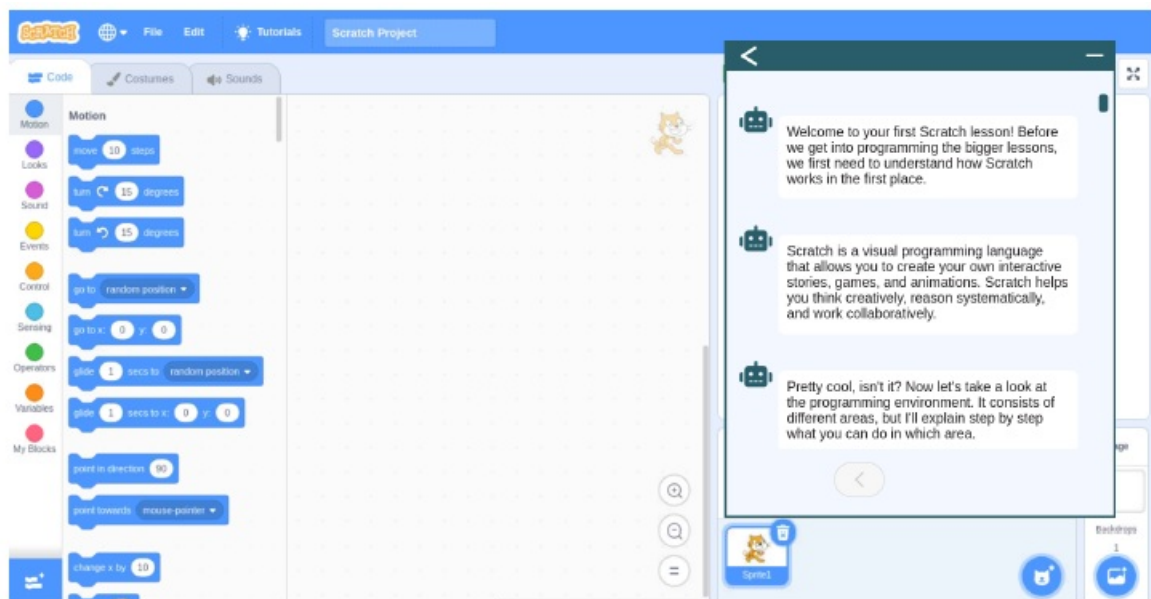 SCRATCH
File Edit Tutorials Scratch Project
Code Costumes Sounds
Motion
Looks
Sound
Events
Control
Sensing
Operators
Variables
My Blocks
Motion
move 10 steps
turn 15 degrees
turn 15 degrees
go to random position
go to x: 0 y: 0
glide 1 secs to random position
glide 1 secs to x: 0 y: 0
point in direction 90
point towards mouse-pointer
change x by 10
Welcome to your first Scratch lesson! Before
we get into programming the bigger lessons,
we first need to understand how Scratch
works in the first place.
Scratch is a visual programming language
that allows you to create your own interactive
stories, games, and animations. Scratch helps
you think creatively, reason systematically,
and work collaboratively.
Pretty cool, isn't it? Now let's take a look at
the programming environment. It consists of
different areas, but I'll explain step by step
what you can do in which area.
Sprite1
Backdrops
1